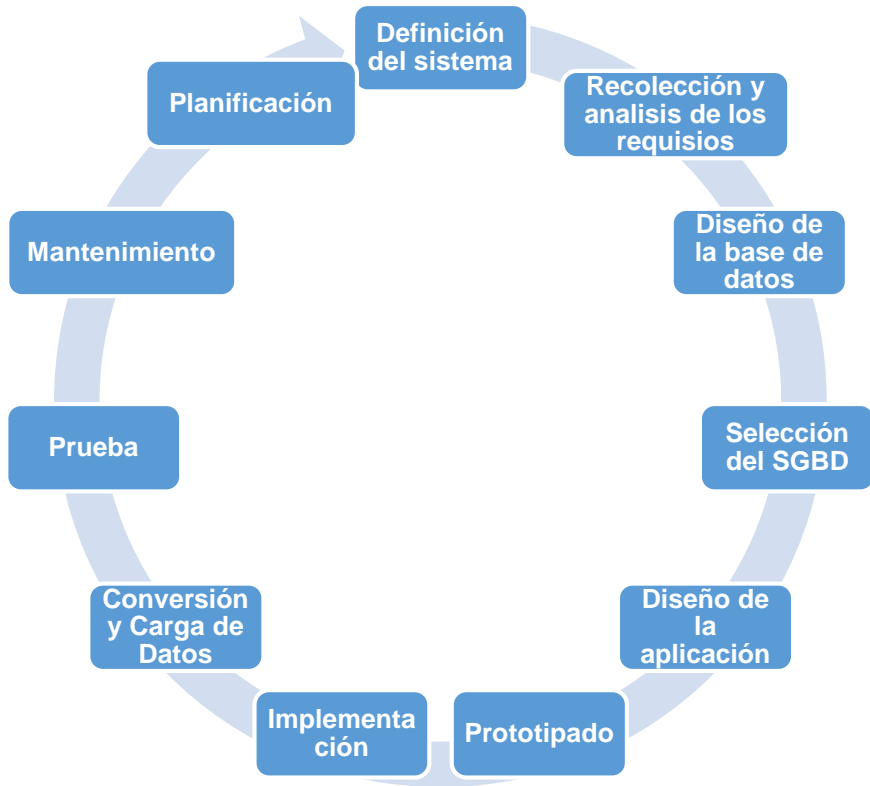 Definición
del sistema
Recolección y
analisis de los
requisios
Diseño de
la base de
datos
Selección
del SGBD
Diseño de
la
aplicación
Prototipado
Implementa
ción
Conversión
y Carga de
Datos
Prueba
Mantenimiento
Planificación